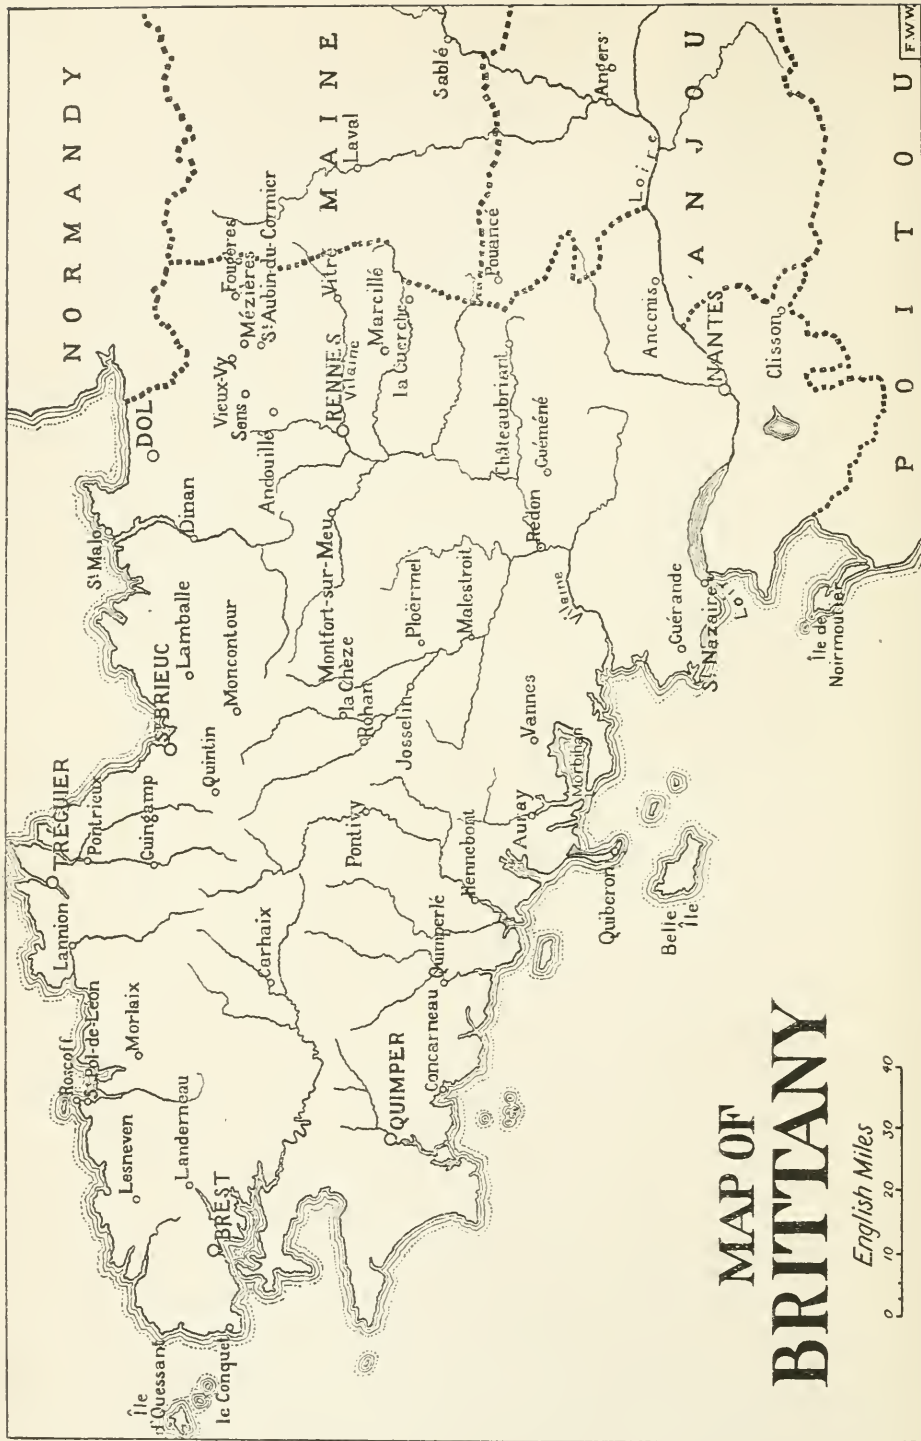 MAP OF
BRITTANY
English Miles
0 10 20 30 40
NORMANDY
MAINE
ANJOU
POITOU
F.W.W.
Île
d'Ouessant
le Conquet
BREST
Lesneven
Landerneau
Roscoff
St Pol-de-Léon
Morlaix
Lannion
TRÉGUIER
Pontrieux
Guingamp
Quintin
St BRIEUC
Lamballe
Moncontour
St Malo
Dinan
DOL
Vieux-Vy
Sens
Andouillé
Fougères
Mézières
St Aubin-du-Cormier
Laval
Sablé
Carhaix
QUIMPER
Concarneau
Quimperlé
Hennebont
Pontivy
la Chèze
Rohan
Josselin
Montfort-sur-Meu
Ploërmel
Malestroit
RENNES
Vilaine
Vitré
Marcillé
la Guerche
Pouancé
Châteaubriant
Guéméné
Redon
Vilaine
Angers
Loire
Ancenis
NANTES
Clisson
Quiberon
Auray
Vannes
Morbihan
Belle
Île
Guérande
St Nazaire
Île de
Noirmoutier